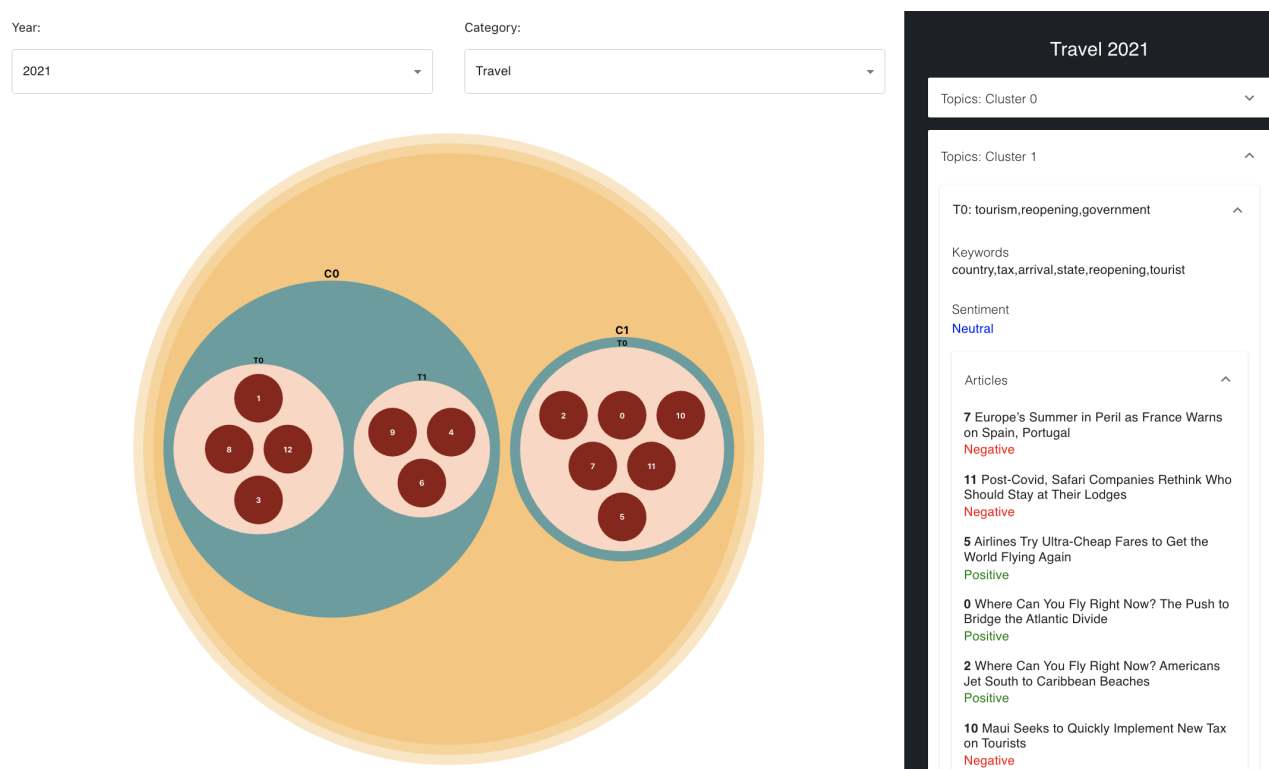 Year:
Category:
2021
Travel
C0
T0
1
8
12
3
T1
9
4
6
C1
T0
2
0
10
7
11
5
Travel 2021
Topics: Cluster 0
Topics: Cluster 1
T0: tourism,reopening,government
Keywords
country,tax,arrival,state,reopening,tourist
Sentiment
Neutral
Articles
7 Europe’s Summer in Peril as France Warns
on Spain, Portugal
Negative
11 Post-Covid, Safari Companies Rethink Who
Should Stay at Their Lodges
Negative
5 Airlines Try Ultra-Cheap Fares to Get the
World Flying Again
Positive
0 Where Can You Fly Right Now? The Push to
Bridge the Atlantic Divide
Positive
2 Where Can You Fly Right Now? Americans
Jet South to Caribbean Beaches
Positive
10 Maui Seeks to Quickly Implement New Tax
on Tourists
Negative